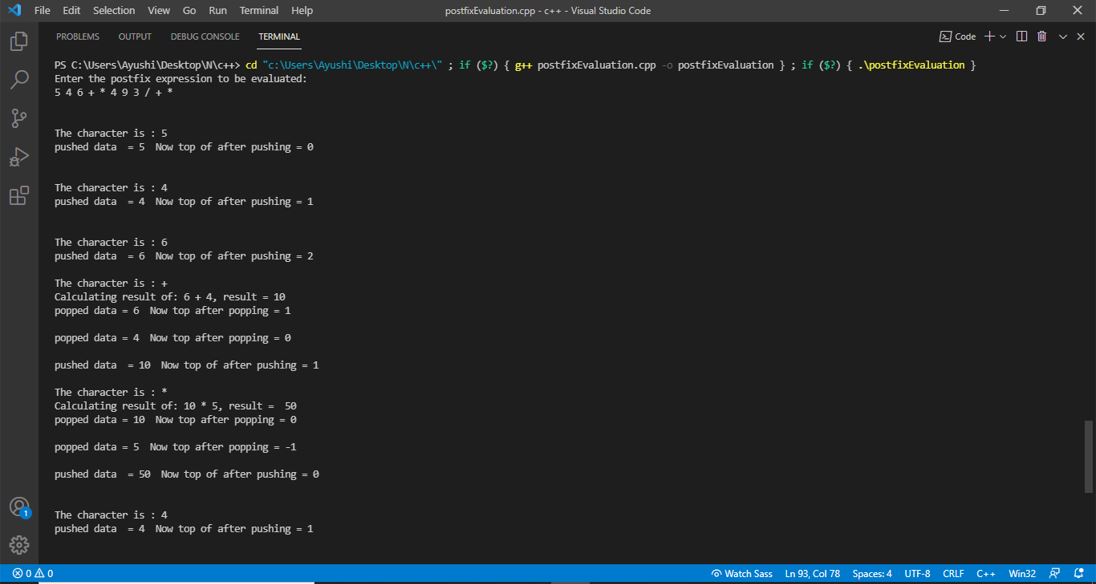 File Edit Selection View Go Run Terminal Help postfixEvaluation.cpp - c++ - Visual Studio Code
PROBLEMS OUTPUT DEBUG CONSOLE TERMINAL Code
PS C:\Users\Ayushi\Desktop\N\c++> cd "c:\Users\Ayushi\Desktop\N\c++\" ; if ($?) { g++ postfixEvaluation.cpp -o postfixEvaluation } ; if ($?) { .\postfixEvaluation }
Enter the postfix expression to be evaluated:
5 4 6 + * 4 9 3 / + *
The character is : 5
pushed data  = 5  Now top of after pushing = 0
The character is : 4
pushed data  = 4  Now top of after pushing = 1
The character is : 6
pushed data  = 6  Now top of after pushing = 2
The character is : +
Calculating result of: 6 + 4, result = 10
popped data = 6  Now top after popping = 1
popped data = 4  Now top after popping = 0
pushed data  = 10  Now top of after pushing = 1
The character is : *
Calculating result of: 10 * 5, result =  50
popped data = 10  Now top after popping = 0
popped data = 5  Now top after popping = -1
pushed data  = 50  Now top of after pushing = 0
The character is : 4
pushed data  = 4  Now top of after pushing = 1
1
0 0 Watch Sass Ln 93, Col 78 Spaces: 4 UTF-8 CRLF C++ Win32